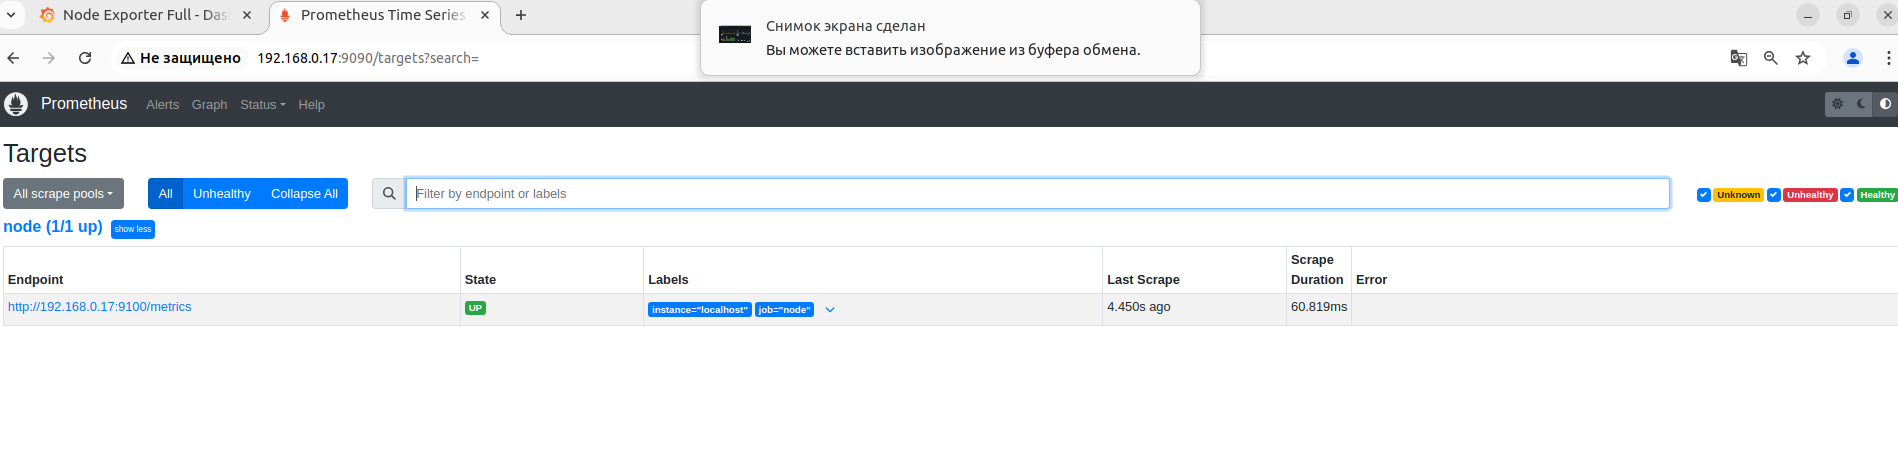 Node Exporter Full - Das
Prometheus Time Series
Снимок экрана сделан
Вы можете вставить изображение из буфера обмена.
Не защищено
192.168.0.17:9090/targets?search=
Prometheus
Alerts
Graph
Status
Help
Targets
All scrape pools
All
Unhealthy
Collapse All
Filter by endpoint or labels
Unknown
Unhealthy
Healthy
node (1/1 up)
show less
Endpoint
State
Labels
Last Scrape
Scrape
Duration
Error
http://192.168.0.17:9100/metrics
UP
instance="localhost"
job="node"
4.450s ago
60.819ms